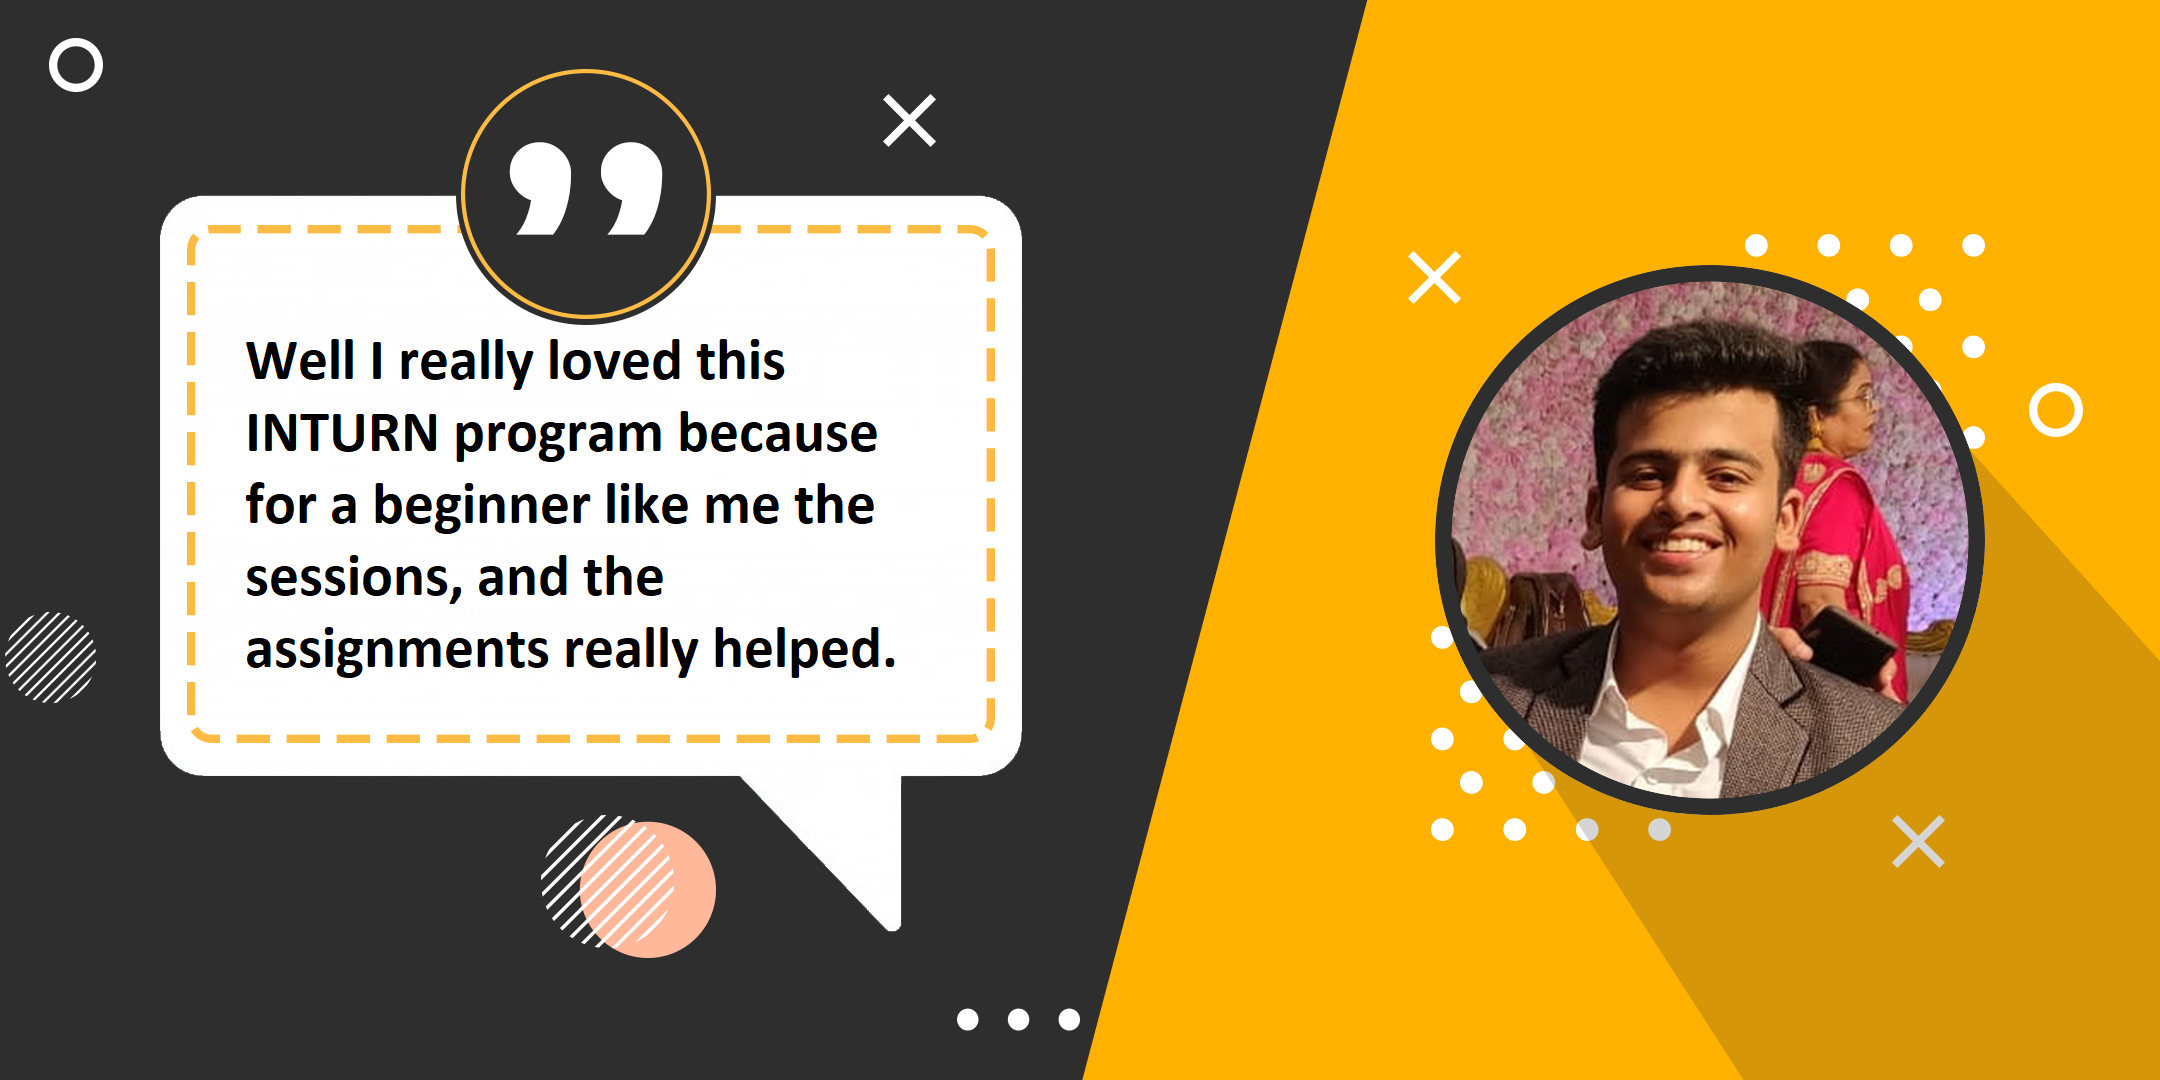 Well I really loved this
INTURN program because
for a beginner like me the
sessions, and the
assignments really helped.